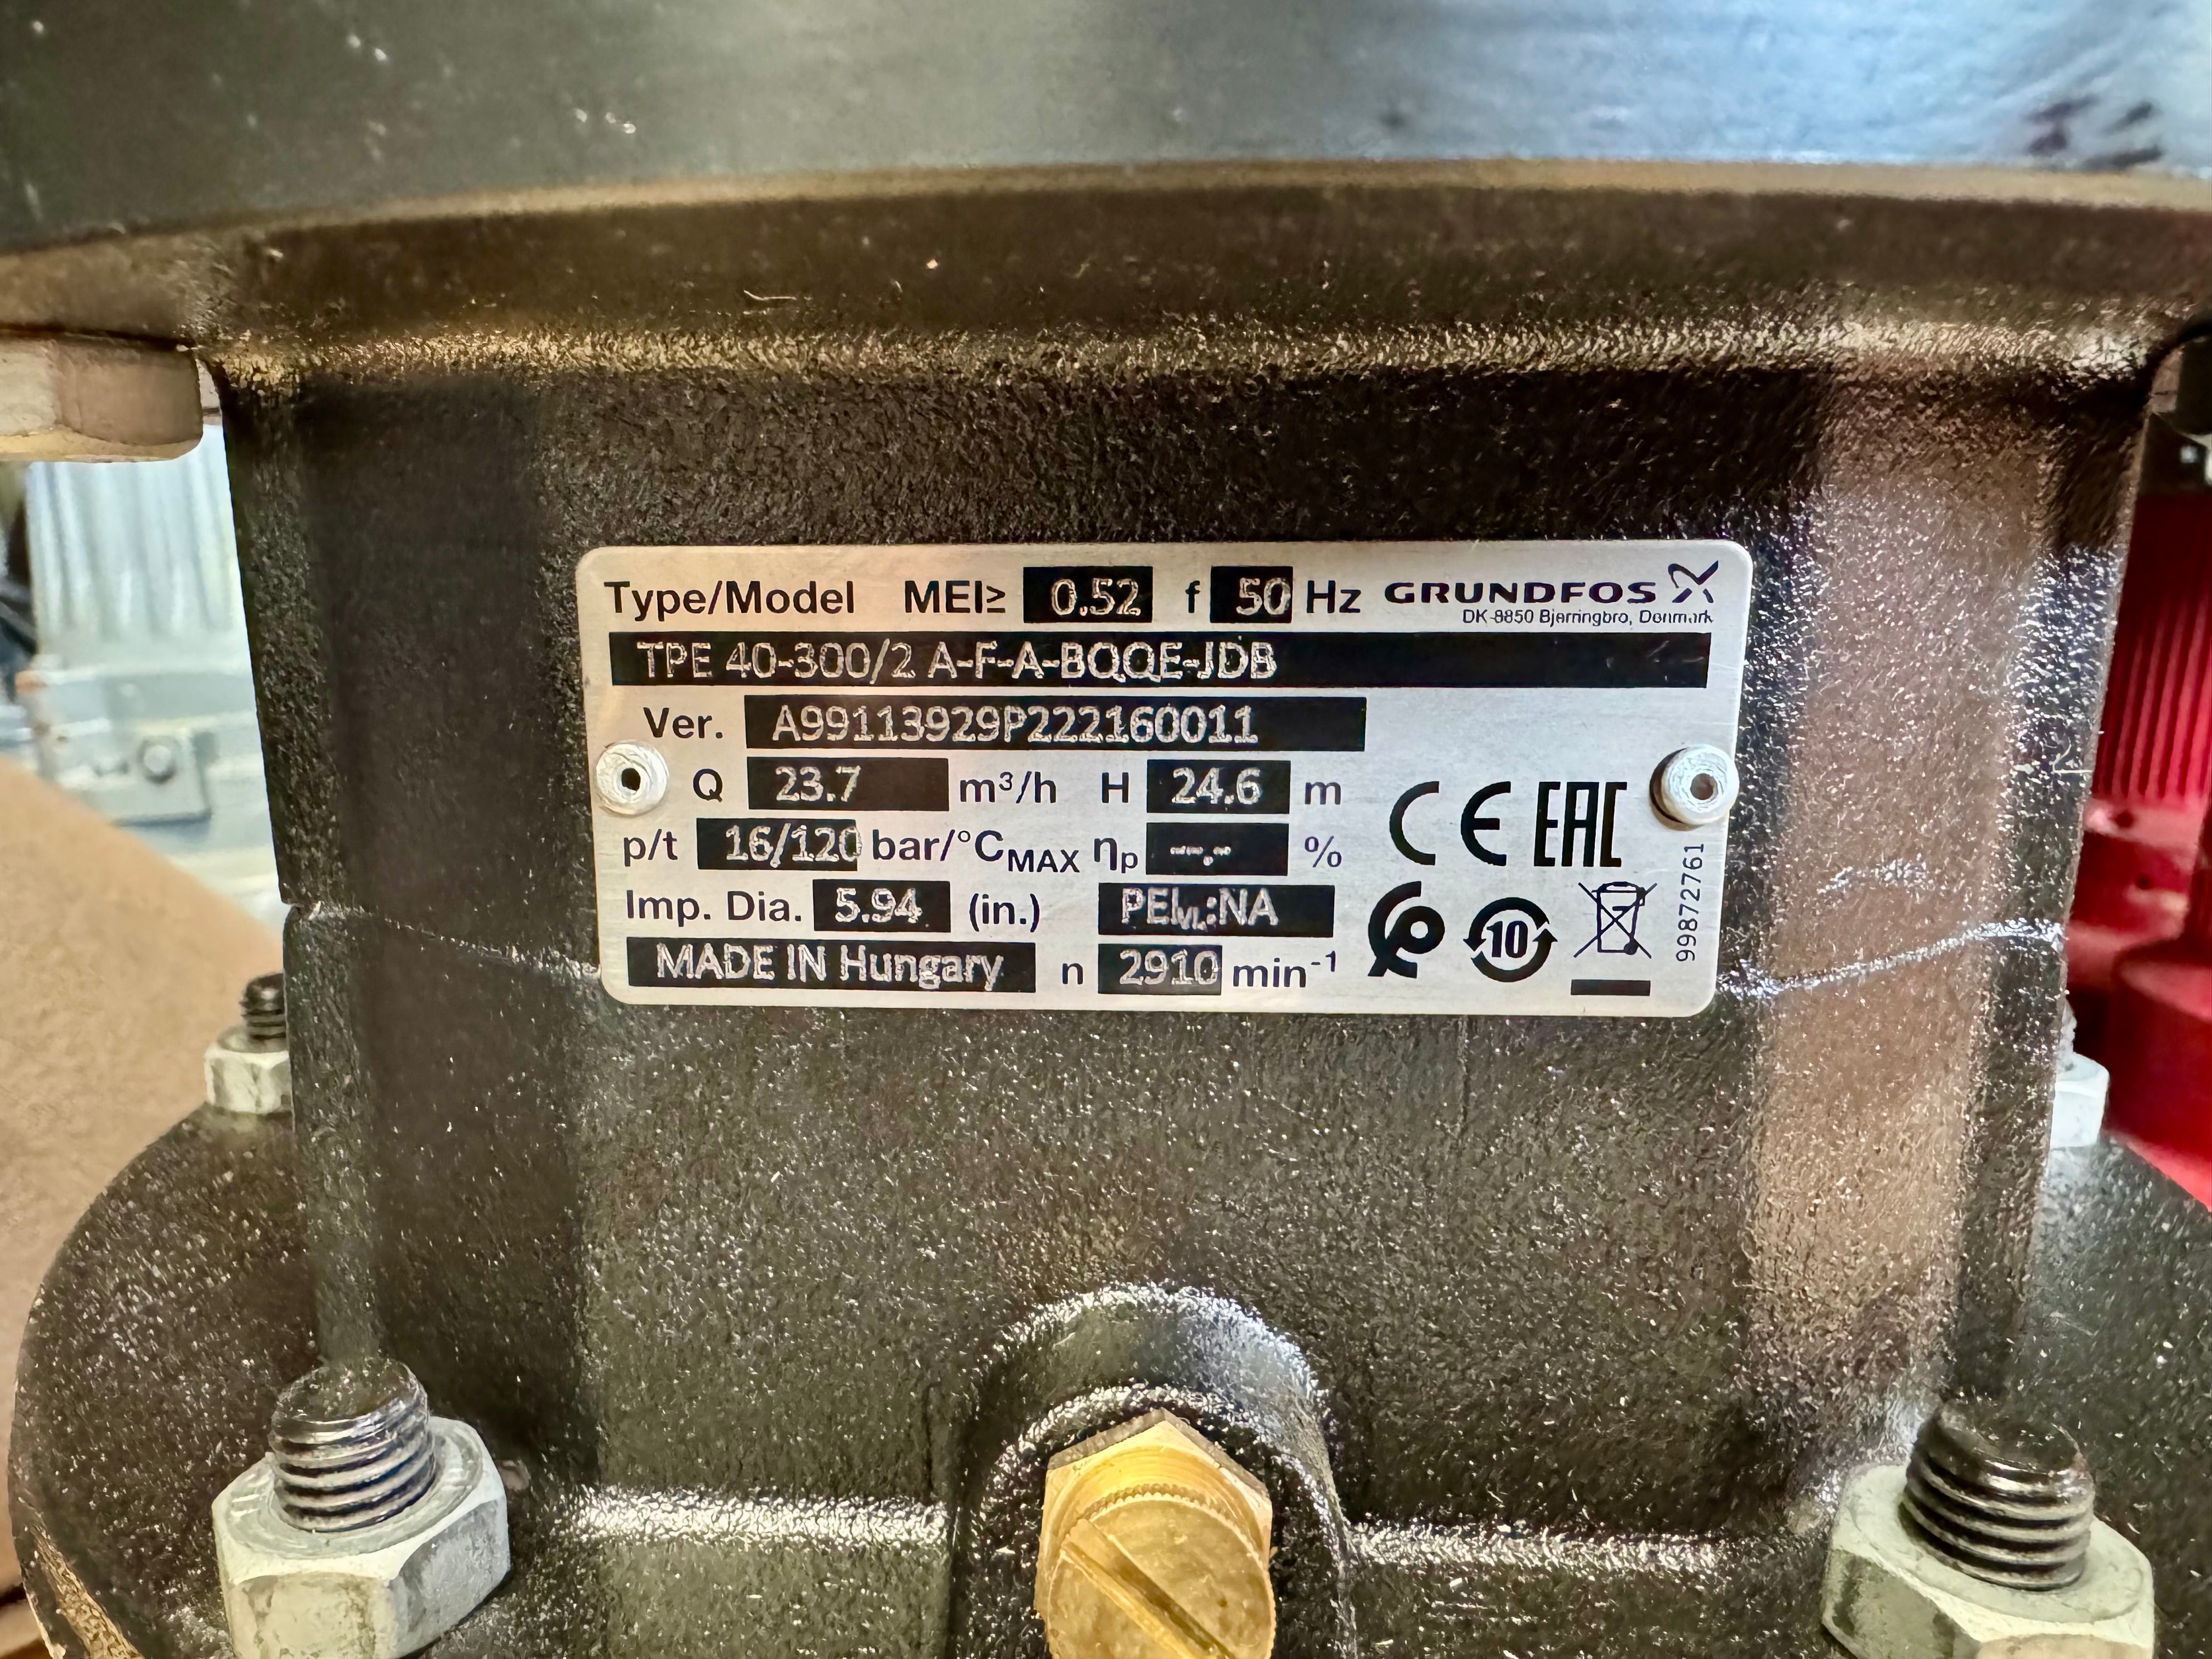 Type/Model MEI≥ 0.52 f 50 Hz GRUNDFOS
DK-8850 Bjerringbro, Denmark
TPE 40-300/2 A-F-A-BQQE-JDB
Ver. A99113929P222160011
Q 23.7 m³/h H 24.6 m
p/t 16/120 bar/°CMAX ηp --.-- %
CE EAC
Imp. Dia. 5.94 (in.) PEIVL:NA
10
99872761
MADE IN Hungary n 2910 min⁻¹